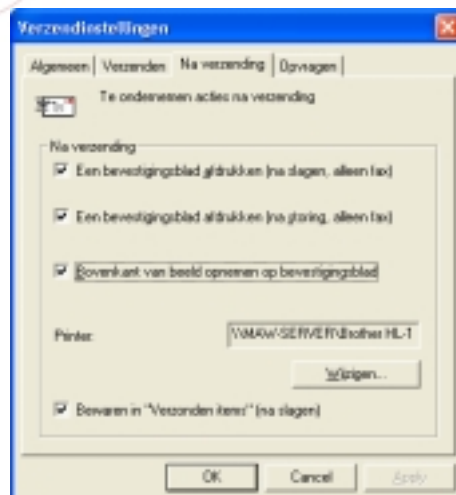 Verzendinstellingen
Algemeen Verzenden Na verzending Opvragen
Te ondernemen acties na verzending
Na verzending
Een bevestigingsblad afdrukken (na slagen, alleen fax)
Een bevestigingsblad afdrukken (na storing, alleen fax)
Bovenkant van beeld opnemen op bevestigingsblad
Printer: \\MAW-SERVER\Brother HL-1
Wijzigen...
Bewaren in "Verzonden items" (na slagen)
OK Cancel Apply